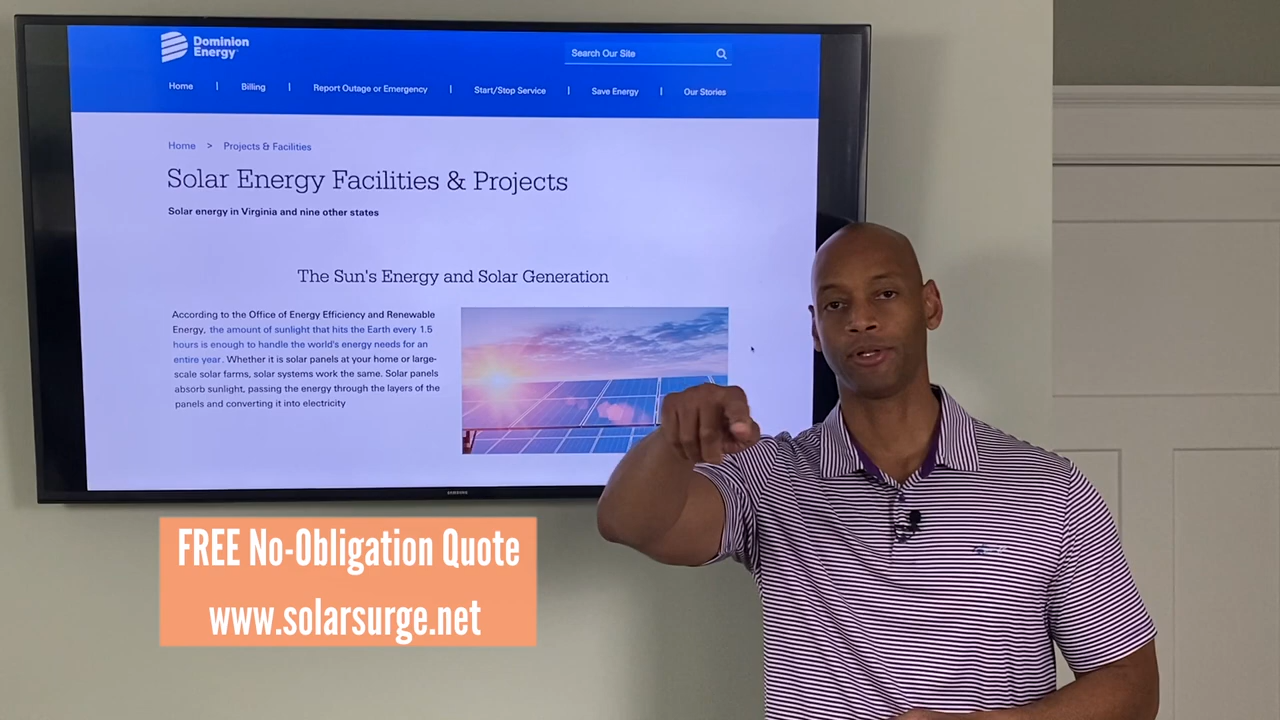 Dominion
Energy
Search Our Site
Home | Billing | Report Outage or Emergency | Start/Stop Service | Save Energy | Our Stories
Home > Projects & Facilities
Solar Energy Facilities & Projects
Solar energy in Virginia and nine other states
The Sun's Energy and Solar Generation
According to the Office of Energy Efficiency and Renewable
Energy, the amount of sunlight that hits the Earth every 1.5
hours is enough to handle the world's energy needs for an
entire year. Whether it is solar panels at your home or large-
scale solar farms, solar systems work the same. Solar panels
absorb sunlight, passing the energy through the layers of the
panels and converting it into electricity
SAMSUNG
FREE No-Obligation Quote
www.solarsurge.net